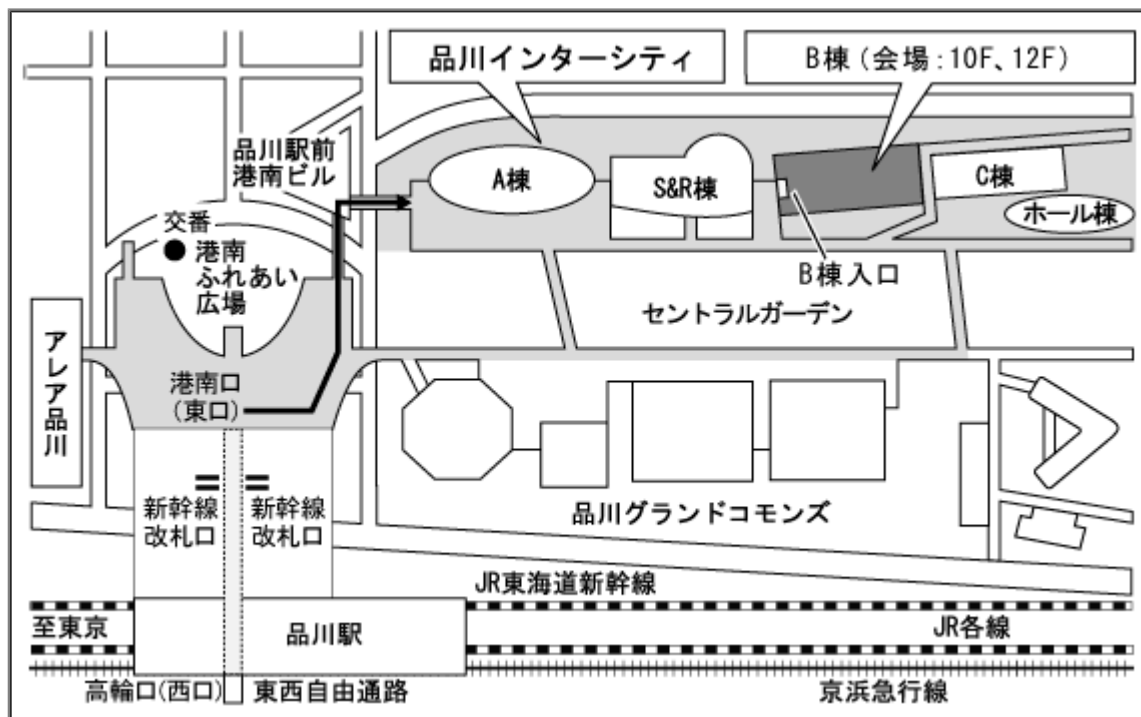 品川インターシティ
B棟(会場:10F、12F)
品川駅前
港南ビル
A棟
S&R棟
C棟
ホール棟
交番
港南
ふれあい
広場
B棟入口
セントラルガーデン
アレア品川
港南口
(東口)
新幹線
改札口
新幹線
改札口
品川グランドコモンズ
JR東海道新幹線
至東京
品川駅
JR各線
高輪口(西口)
東西自由通路
京浜急行線